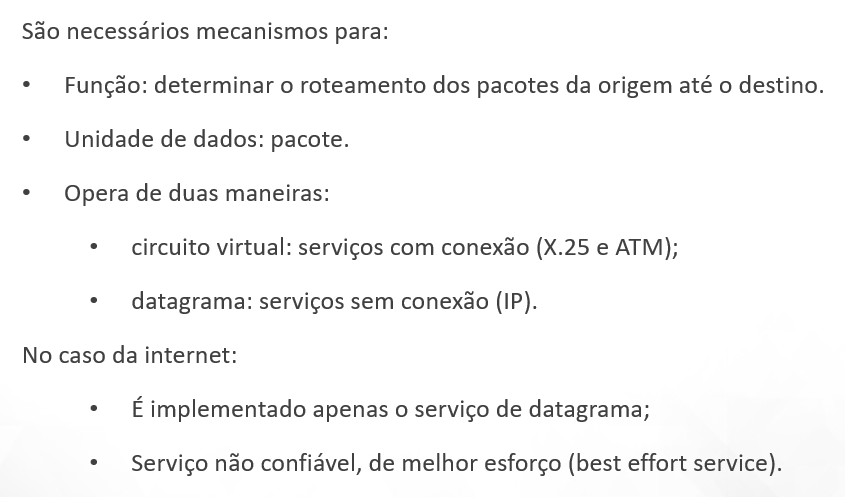 São necessários mecanismos para:
• Função: determinar o roteamento dos pacotes da origem até o destino.
• Unidade de dados: pacote.
• Opera de duas maneiras:
• circuito virtual: serviços com conexão (X.25 e ATM);
• datagrama: serviços sem conexão (IP).
No caso da internet:
• É implementado apenas o serviço de datagrama;
• Serviço não confiável, de melhor esforço (best effort service).